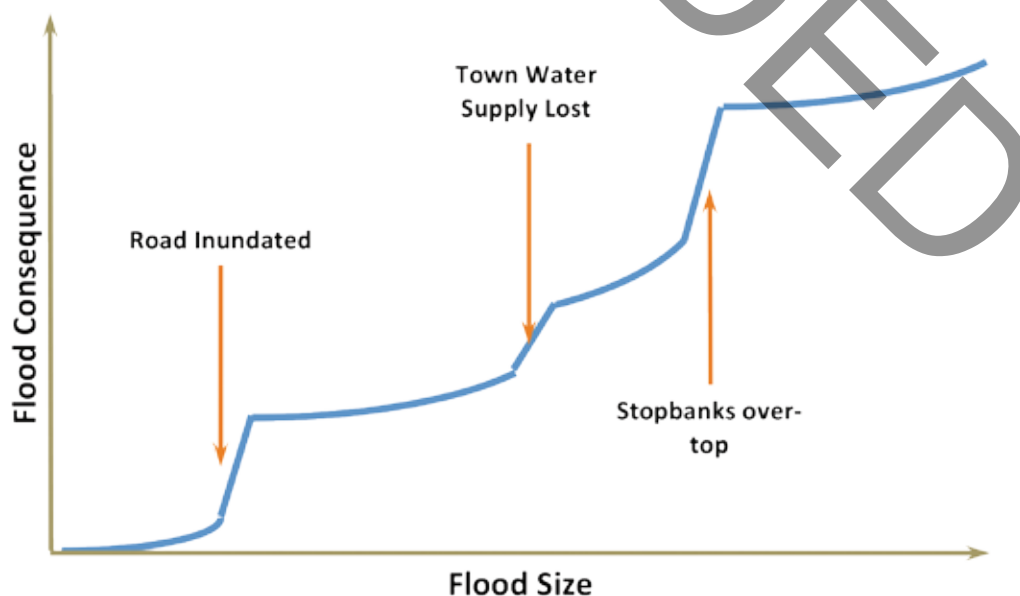 Town Water
Supply Lost
Road Inundated
Stopbanks over-
top
Flood Consequence
Flood Size